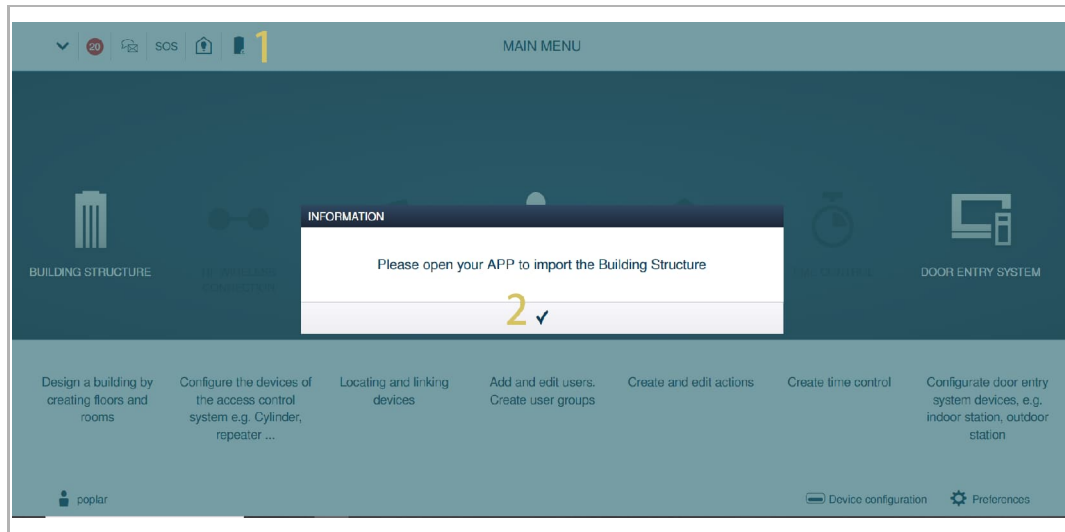 20
SOS
1
MAIN MENU
INFORMATION
Please open your APP to import the Building Structure
2
BUILDING STRUCTURE
DOOR ENTRY SYSTEM
Design a building by
creating floors and
rooms
Configure the devices of
the access control
system e.g. Cylinder,
repeater ...
Locating and linking
devices
Add and edit users.
Create user groups
Create and edit actions
Create time control
Configurate door entry
system devices, e.g.
indoor station, outdoor
station
poplar
Device configuration
Preferences